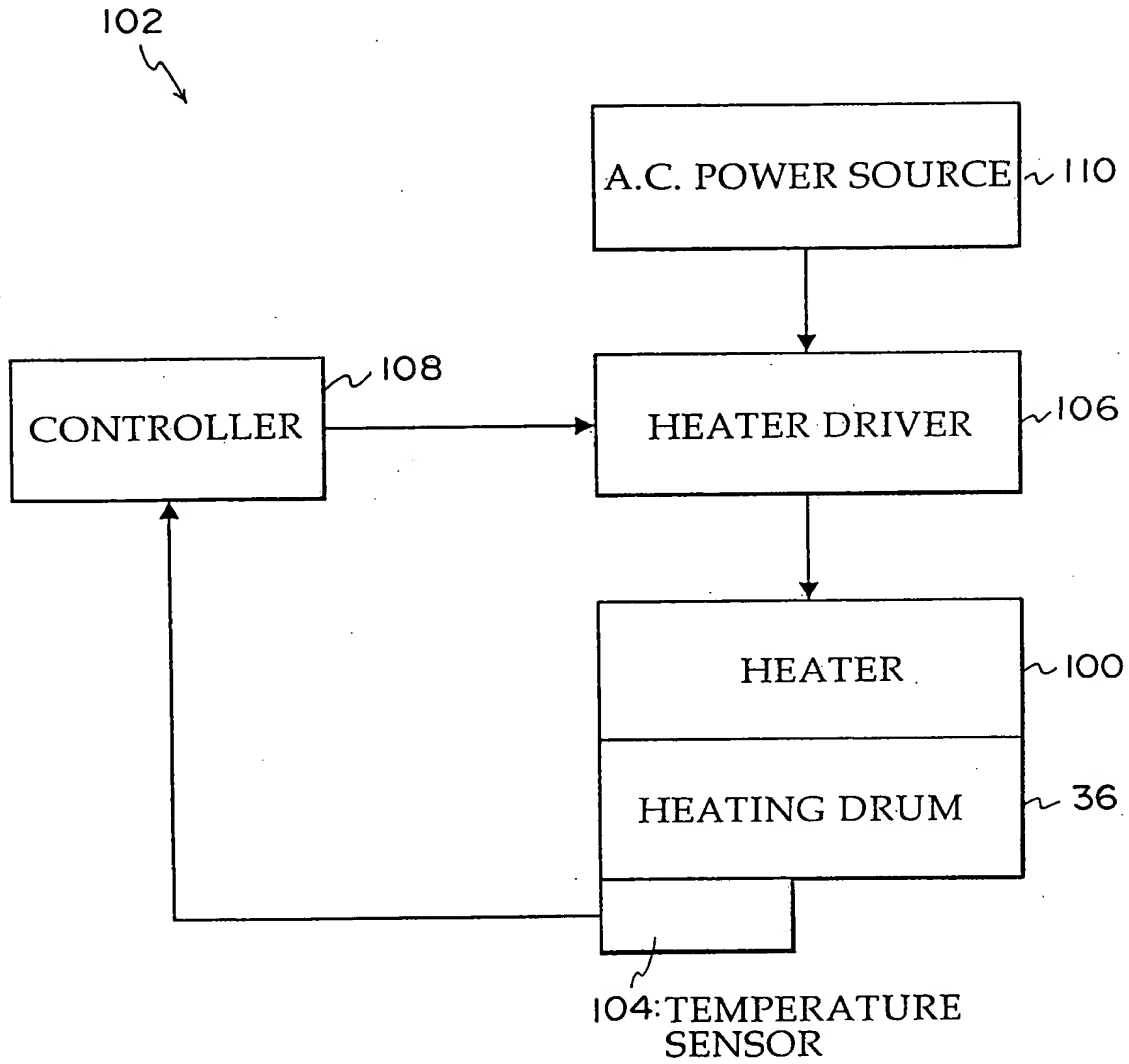 102
A.C. POWER SOURCE
110
108
CONTROLLER
HEATER DRIVER
106
HEATER
100
HEATING DRUM
36
104: TEMPERATURE
SENSOR